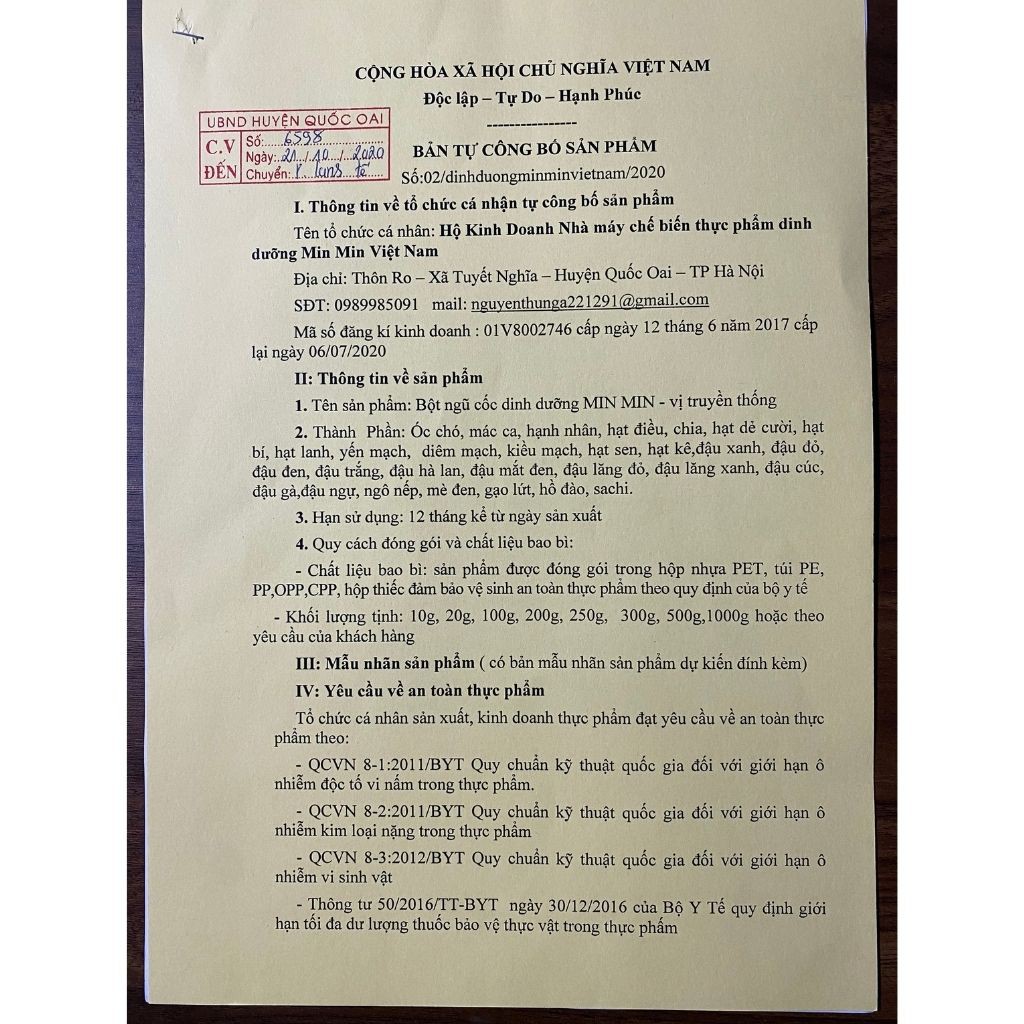 CỘNG HÒA XÃ HỘI CHỦ NGHĨA VIỆT NAM
Độc lập – Tự Do – Hạnh Phúc
----------------
UBND HUYỆN QUỐC OAI
C.V ĐẾN
Số: 6598
Ngày: 21/10/2020
Chuyển:
BẢN TỰ CÔNG BỐ SẢN PHẨM
Số:02/dinhduongminminvietnam/2020
I. Thông tin về tổ chức cá nhận tự công bố sản phẩm
Tên tổ chức cá nhân: Hộ Kinh Doanh Nhà máy chế biến thực phẩm dinh
dưỡng Min Min Việt Nam
Địa chỉ: Thôn Ro – Xã Tuyết Nghĩa – Huyện Quốc Oai – TP Hà Nội
SĐT: 0989985091 mail: nguyenthunga221291@gmail.com
Mã số đăng kí kinh doanh : 01V8002746 cấp ngày 12 tháng 6 năm 2017 cấp
lại ngày 06/07/2020
II: Thông tin về sản phẩm
1. Tên sản phẩm: Bột ngũ cốc dinh dưỡng MIN MIN - vị truyền thống
2. Thành Phần: Óc chó, mác ca, hạnh nhân, hạt điều, chia, hạt dẻ cười, hạt
bí, hạt lanh, yến mạch, diêm mạch, kiều mạch, hạt sen, hạt kê,đậu xanh, đậu đỏ,
đậu đen, đậu trắng, đậu hà lan, đậu mắt đen, đậu lăng đỏ, đậu lăng xanh, đậu cúc,
đậu gà,đậu ngự, ngô nếp, mè đen, gạo lứt, hồ đào, sachi.
3. Hạn sử dụng: 12 tháng kể từ ngày sản xuất
4. Quy cách đóng gói và chất liệu bao bì:
- Chất liệu bao bì: sản phẩm được đóng gói trong hộp nhựa PET, túi PE,
PP,OPP,CPP, hộp thiếc đảm bảo vệ sinh an toàn thực phẩm theo quy định của bộ y tế
- Khối lượng tịnh: 10g, 20g, 100g, 200g, 250g, 300g, 500g,1000g hoặc theo
yêu cầu của khách hàng
III: Mẫu nhãn sản phẩm ( có bản mẫu nhãn sản phẩm dự kiến đính kèm)
IV: Yêu cầu về an toàn thực phẩm
Tổ chức cá nhân sản xuất, kinh doanh thực phẩm đạt yêu cầu về an toàn thực
phẩm theo:
- QCVN 8-1:2011/BYT Quy chuẩn kỹ thuật quốc gia đối với giới hạn ô
nhiễm độc tố vi nấm trong thực phẩm.
- QCVN 8-2:2011/BYT Quy chuẩn kỹ thuật quốc gia đối với giới hạn ô
nhiễm kim loại nặng trong thực phẩm
- QCVN 8-3:2012/BYT Quy chuẩn kỹ thuật quốc gia đối với giới hạn ô
nhiễm vi sinh vật
- Thông tư 50/2016/TT-BYT ngày 30/12/2016 của Bộ Y Tế quy định giới
hạn tối đa dư lượng thuốc bảo vệ thực vật trong thực phẩm